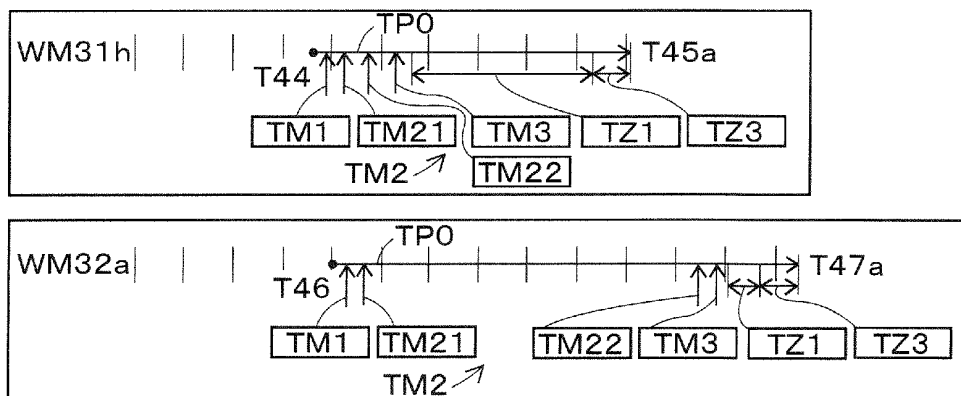 TP0
WM31h T45a
T44
TM1 TM21 TM3 TZ1 TZ3
TM2 TM22
TP0
WM32a T47a
T46
TM1 TM21 TM22 TM3 TZ1 TZ3
TM2